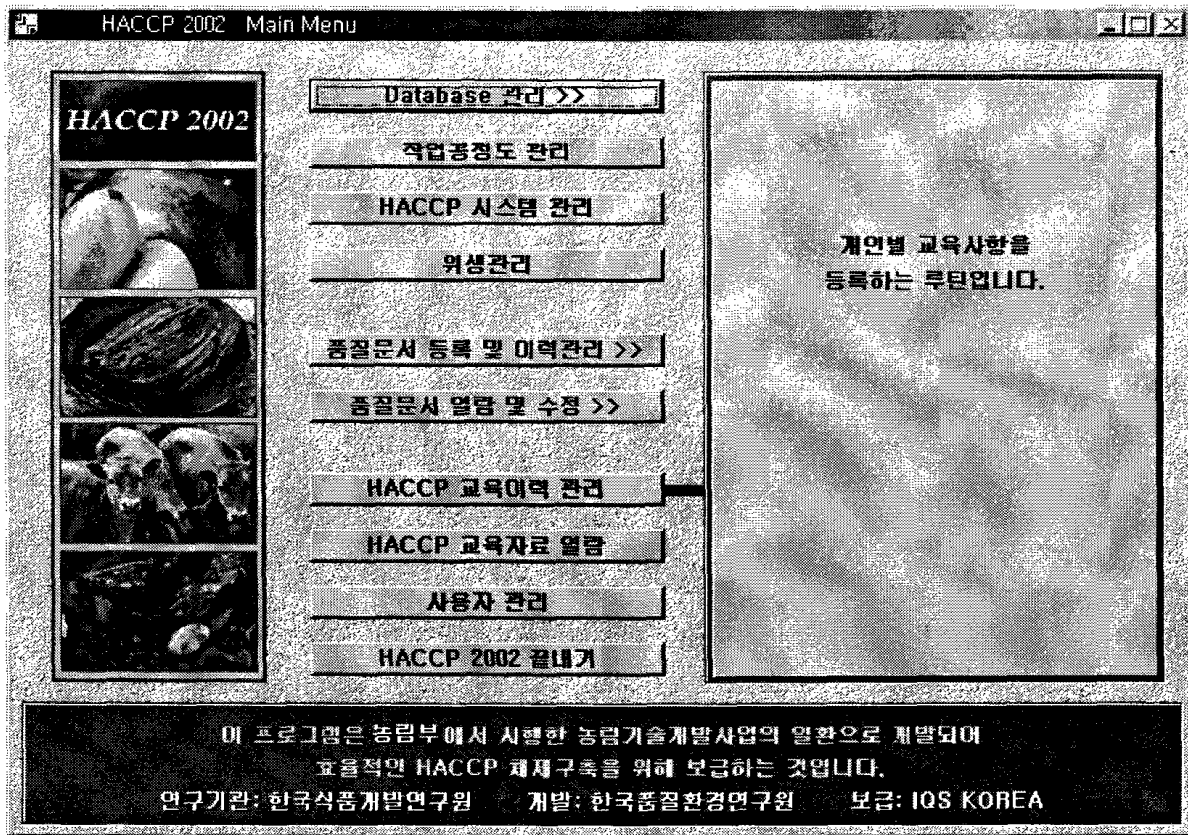 HACCP 2002 Main Menu
HACCP 2002
Database 관리 >>
작업공정도 관리
HACCP 시스템 관리
위생관리
품질문서 등록 및 이력관리 >>
품질문서 열람 및 수정 >>
HACCP 교육이력 관리
HACCP 교육자료 열람
사용자 관리
HACCP 2002 끝내기
개인별 교육사항을
등록하는 루틴입니다.
이 프로그램은 농림부에서 시행한 농림기술개발사업의 일환으로 개발되어
효율적인 HACCP 체제구축을 위해 보급하는 것입니다.
연구기관: 한국식품개발연구원 개발: 한국품질환경연구원 보급: IQS KOREA